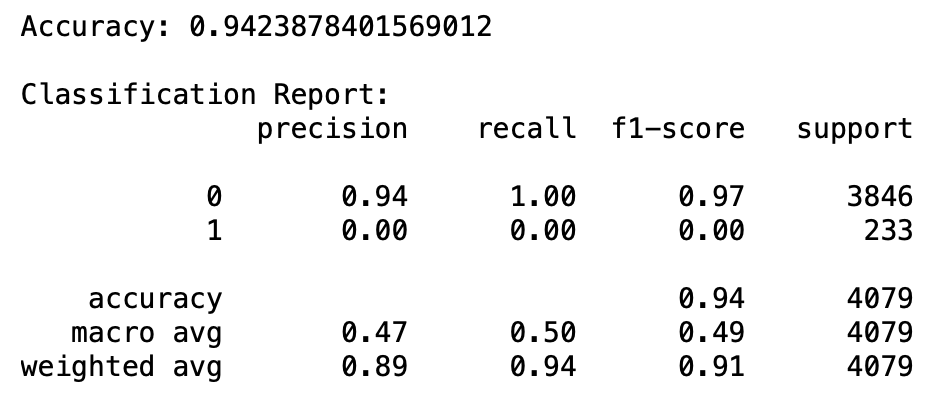 Accuracy: 0.9423878401569012
Classification Report:
precision recall f1-score support
0 0.94 1.00 0.97 3846
1 0.00 0.00 0.00 233
accuracy 0.94 4079
macro avg 0.47 0.50 0.49 4079
weighted avg 0.89 0.94 0.91 4079